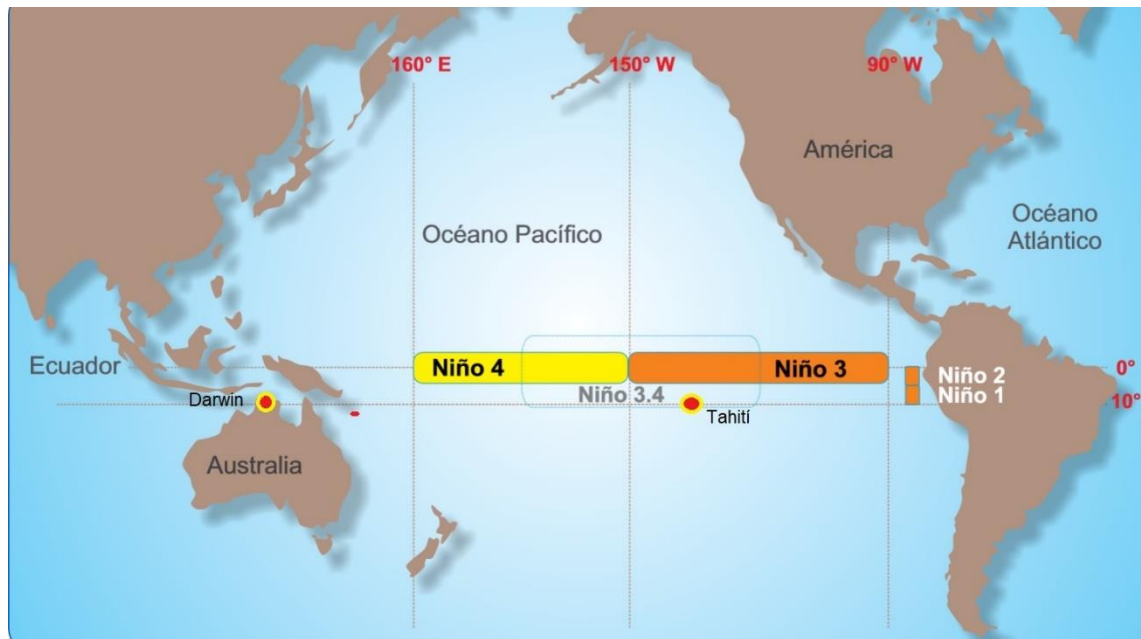 160° E
150° W
90° W
América
Océano Pacífico
Océano
Atlántico
Ecuador
Niño 4
Niño 3
0°
Niño 2
Niño 3.4
Niño 1
10°
Darwin
Tahití
Australia